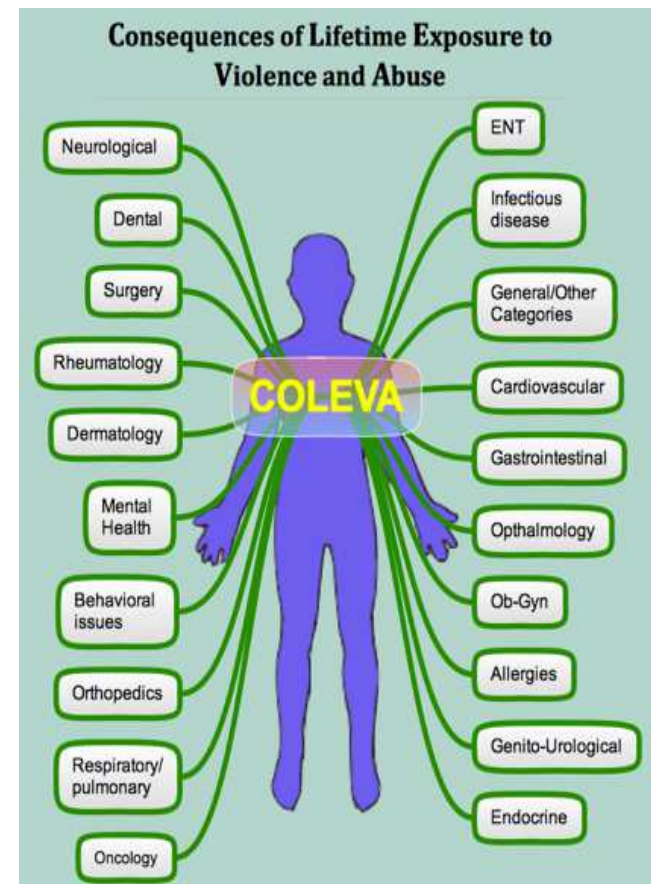 Consequences of Lifetime Exposure to
Violence and Abuse
Neurological
Dental
Surgery
Rheumatology
Dermatology
Mental
Health
Behavioral
issues
Orthopedics
Respiratory/
pulmonary
Oncology
COLEVA
ENT
Infectious
disease
General/Other
Categories
Cardiovascular
Gastrointestinal
Opthalmology
Ob-Gyn
Allergies
Genito-Urological
Endocrine